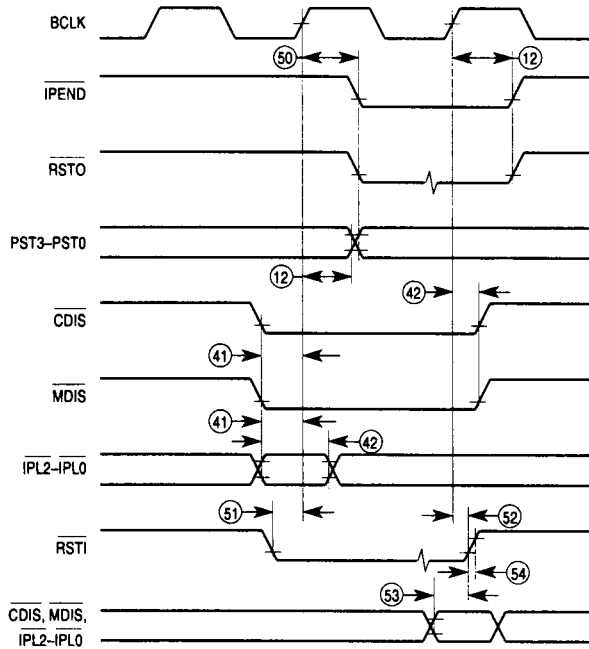 BCLK
50
12
IPEND
RSTO
PST3–PST0
12
42
CDIS
41
MDIS
41
42
IPL2–IPL0
51
52
RSTI
54
53
CDIS, MDIS,
IPL2–IPL0